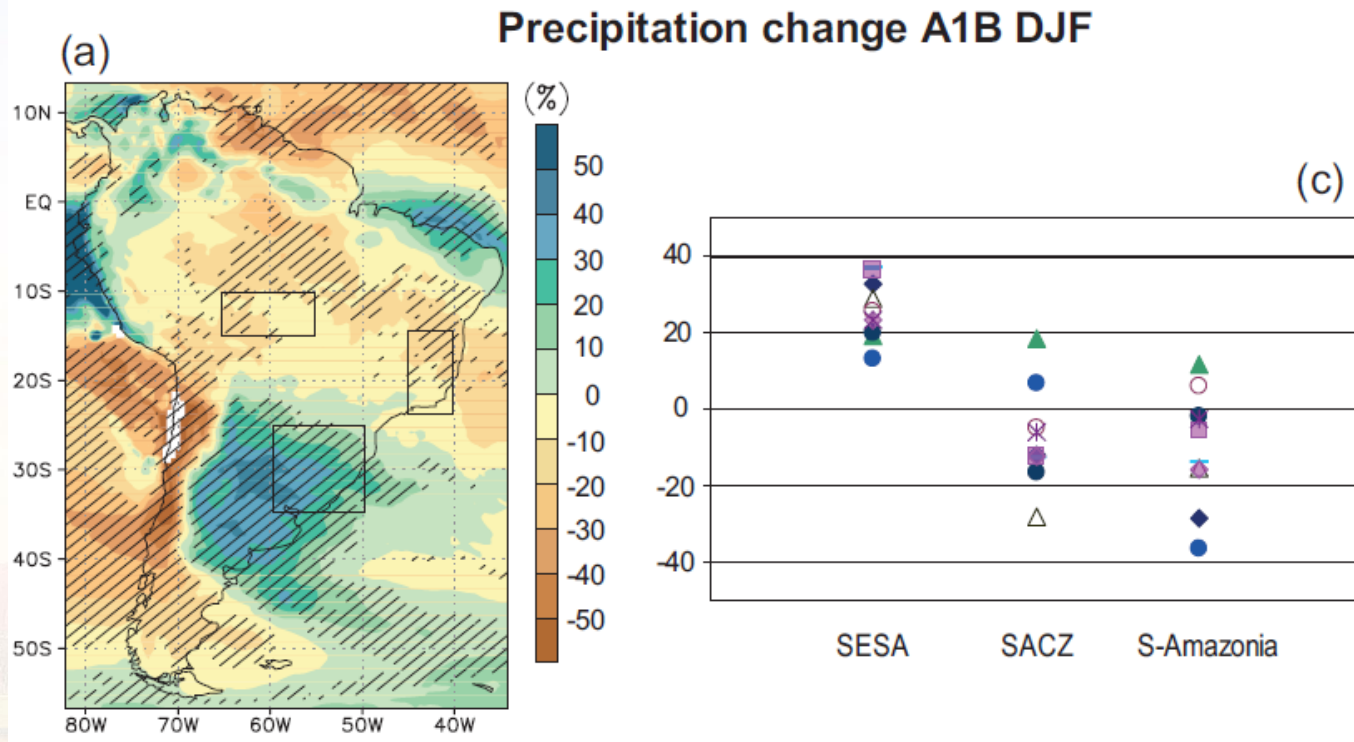 Precipitation change A1B DJF
(a)
(%)
10N
EQ
10S
20S
30S
40S
50S
80W 70W 60W 50W 40W
50
40
30
20
10
0
-10
-20
-30
-40
-50
(c)
40
20
0
-20
-40
SESA SACZ S-Amazonia